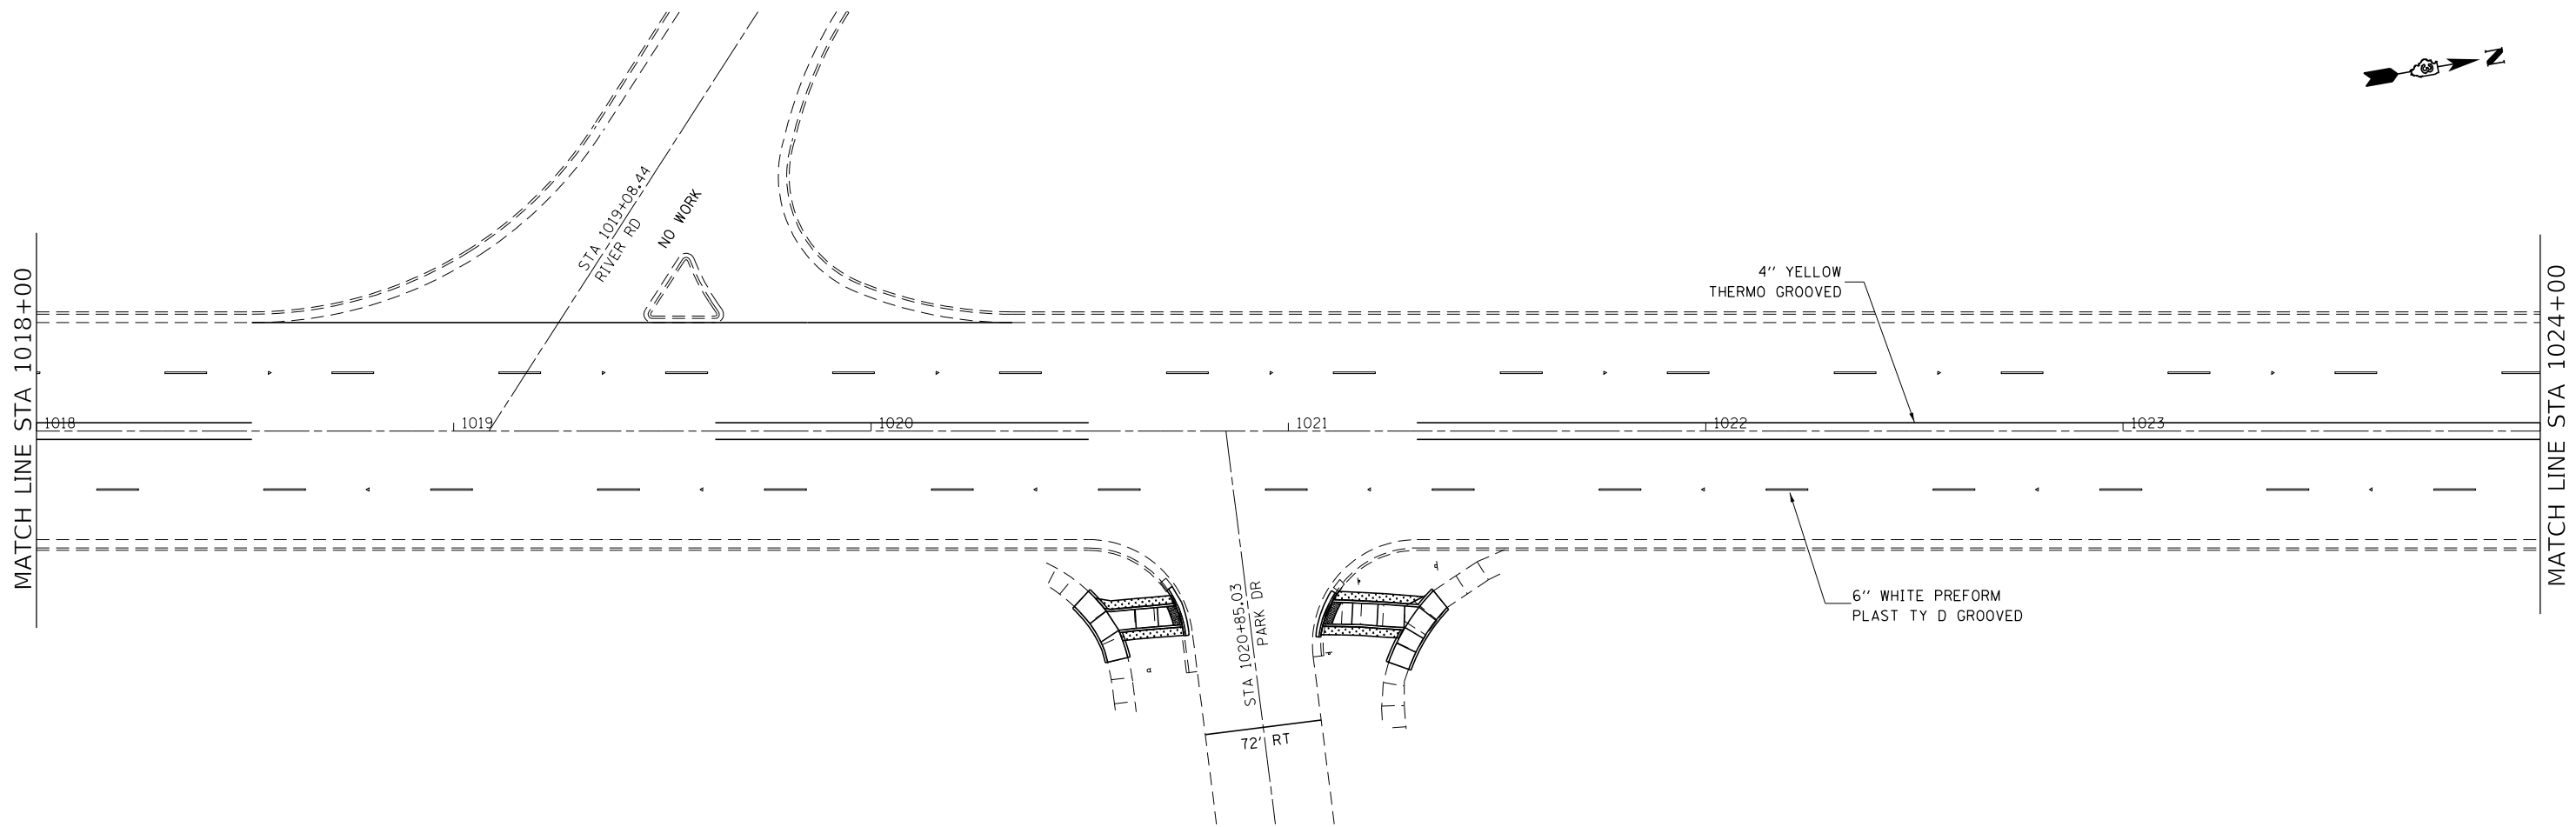 N
STA 1019+08.44
RIVER RD
NO WORK
4" YELLOW
THERMO GROOVED
MATCH LINE STA 1018+00
MATCH LINE STA 1024+00
1018
1019
1020
1021
1022
1023
6" WHITE PREFORM
PLAST TY D GROOVED
STA 1020+85.03
PARK DR
72' RT